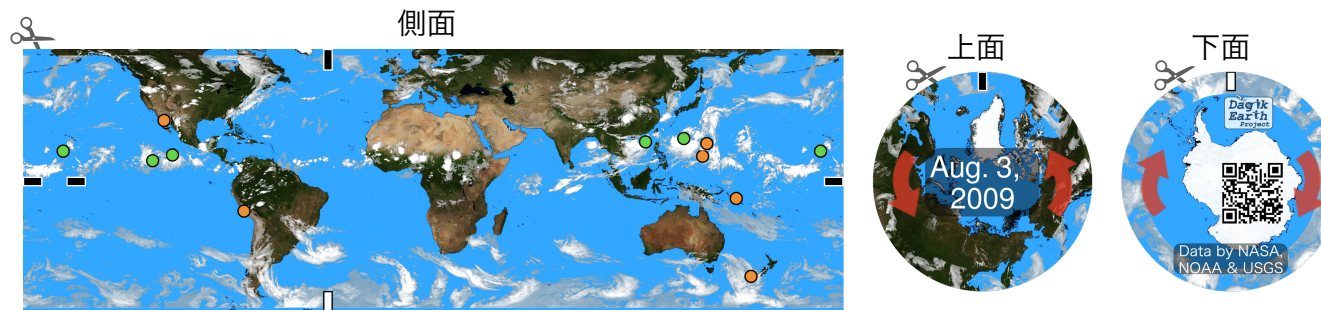 側面
上面
下面
Aug. 3,
2009
Dagik
Earth
Project
Data by NASA,
NOAA & USGS